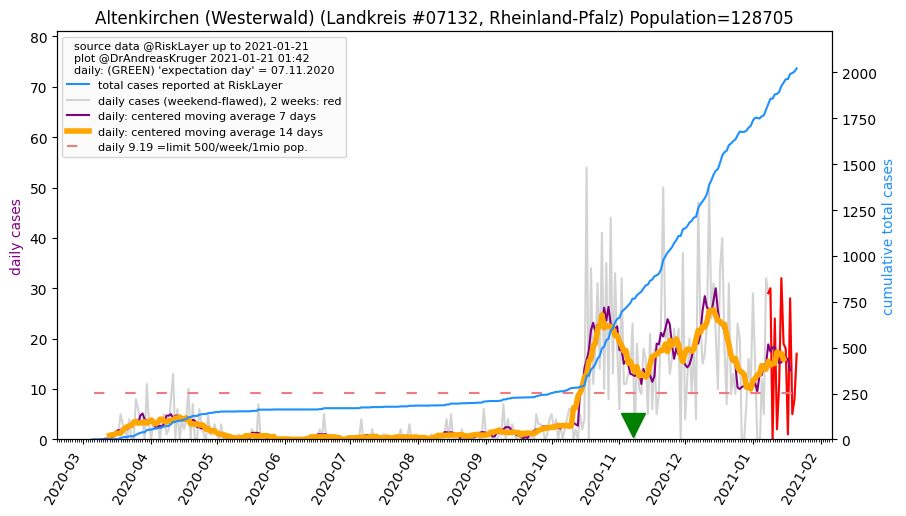 Altenkirchen (Westerwald) (Landkreis #07132, Rheinland-Pfalz) Population=128705
source data @RiskLayer up to 2021-01-21
plot @DrAndreasKruger 2021-01-21 01:42
daily: (GREEN) 'expectation day' = 07.11.2020
total cases reported at RiskLayer
daily cases (weekend-flawed), 2 weeks: red
daily: centered moving average 7 days
daily: centered moving average 14 days
daily 9.19 =limit 500/week/1mio pop.
daily cases
80
70
60
50
40
30
20
10
0
cumulative total cases
2000
1750
1500
1250
1000
750
500
250
0
2020-03
2020-04
2020-05
2020-06
2020-07
2020-08
2020-09
2020-10
2020-11
2020-12
2021-01
2021-02